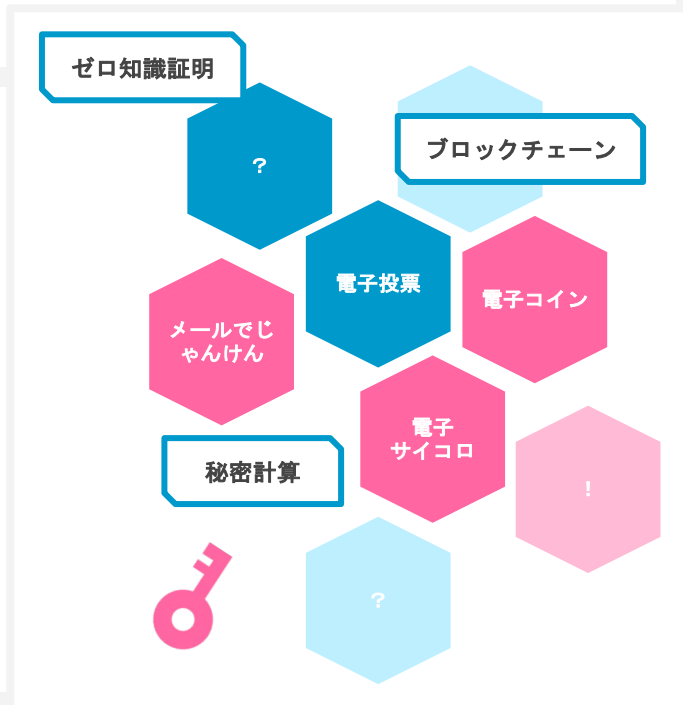 ゼロ知識証明
ブロックチェーン
？
電子投票
電子コイン
メールでじ
ゃんけん
電子
サイコロ
秘密計算
！
？